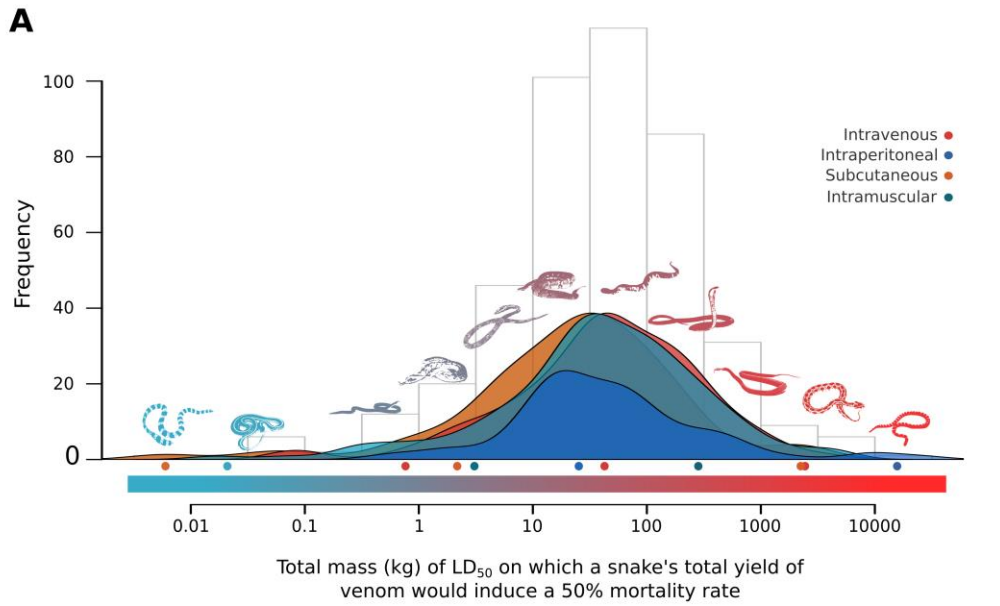 A
Frequency
100
80
60
40
20
0
Intravenous
Intraperitoneal
Subcutaneous
Intramuscular
0.01 0.1 1 10 100 1000 10000
Total mass (kg) of LD50 on which a snake's total yield of
venom would induce a 50% mortality rate